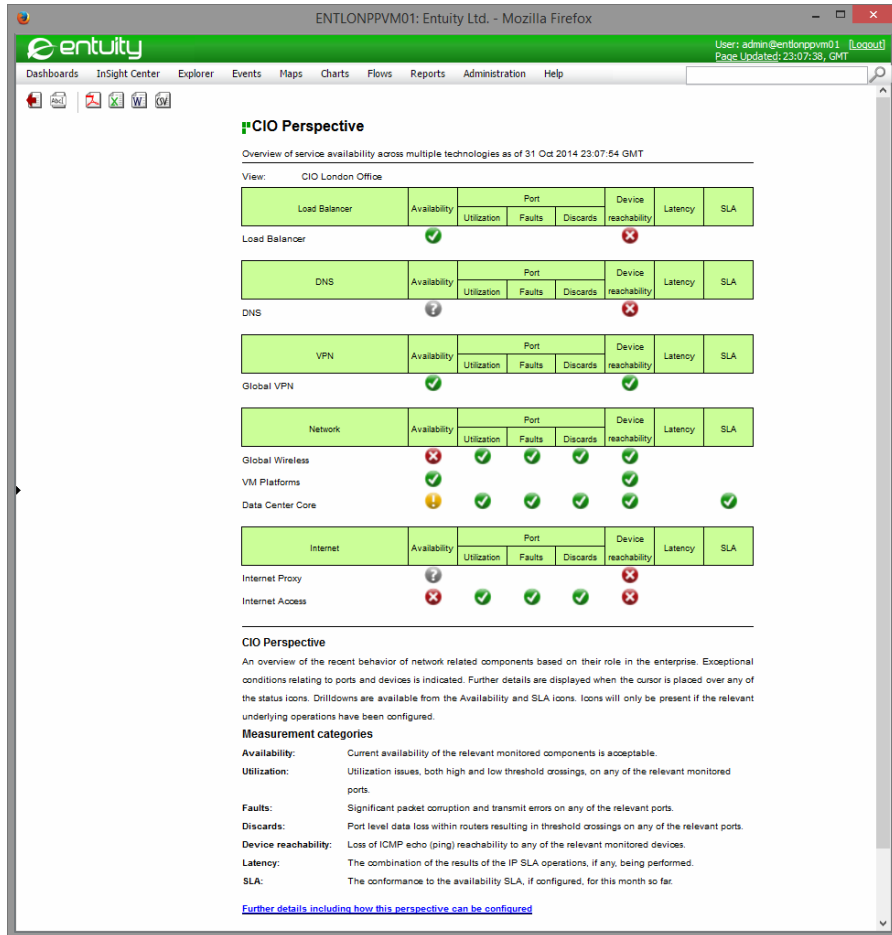 ENTLONPPVM01: Entuity Ltd. - Mozilla Firefox
entuity
User: admin@entlonppvm01 [Logout]
Page Updated: 23:07:38, GMT
Dashboards InSight Center Explorer Events Maps Charts Flows Reports Administration Help
CIO Perspective
Overview of service availability across multiple technologies as of 31 Oct 2014 23:07:54 GMT
View: CIO London Office
Load Balancer Availability Port Utilization Faults Discards Device reachability Latency SLA
Load Balancer
DNS Availability Port Utilization Faults Discards Device reachability Latency SLA
DNS
VPN Availability Port Utilization Faults Discards Device reachability Latency SLA
Global VPN
Network Availability Port Utilization Faults Discards Device reachability Latency SLA
Global Wireless
VM Platforms
Data Center Core
Internet Availability Port Utilization Faults Discards Device reachability Latency SLA
Internet Proxy
Internet Access
CIO Perspective
An overview of the recent behavior of network related components based on their role in the enterprise. Exceptional
conditions relating to ports and devices is indicated. Further details are displayed when the cursor is placed over any of
the status icons. Drilldowns are available from the Availability and SLA icons. Icons will only be present if the relevant
underlying operations have been configured.
Measurement categories
Availability: Current availability of the relevant monitored components is acceptable.
Utilization: Utilization issues, both high and low threshold crossings, on any of the relevant monitored
ports.
Faults: Significant packet corruption and transmit errors on any of the relevant ports.
Discards: Port level data loss within routers resulting in threshold crossings on any of the relevant ports.
Device reachability: Loss of ICMP echo (ping) reachability to any of the relevant monitored devices.
Latency: The combination of the results of the IP SLA operations, if any, being performed.
SLA: The conformance to the availability SLA, if configured, for this month so far.
Further details including how this perspective can be configured